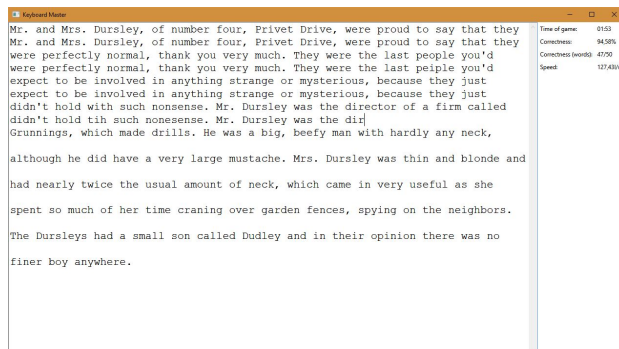 Keyboard Master
Mr. and Mrs. Dursley, of number four, Privet Drive, were proud to say that they
Mr. and Mrs. Dursley, of number four, Privet Drive, were proud to say that they
were perfectly normal, thank you very much. They were the last people you'd
were perfectly normal, thank you very much. They were the last peiple you'd
expect to be involved in anything strange or mysterious, because they just
expect to be involved in anything strange or mysterious, because they just
didn't hold with such nonsense. Mr. Dursley was the director of a firm called
didn't hold tih such nonesense. Mr. Dursley was the dir
Grunnings, which made drills. He was a big, beefy man with hardly any neck,
although he did have a very large mustache. Mrs. Dursley was thin and blonde and
had nearly twice the usual amount of neck, which came in very useful as she
spent so much of her time craning over garden fences, spying on the neighbors.
The Dursleys had a small son called Dudley and in their opinion there was no
finer boy anywhere.
Time of game: 01:53
Correctness: 94,58%
Correctness (words): 47/50
Speed: